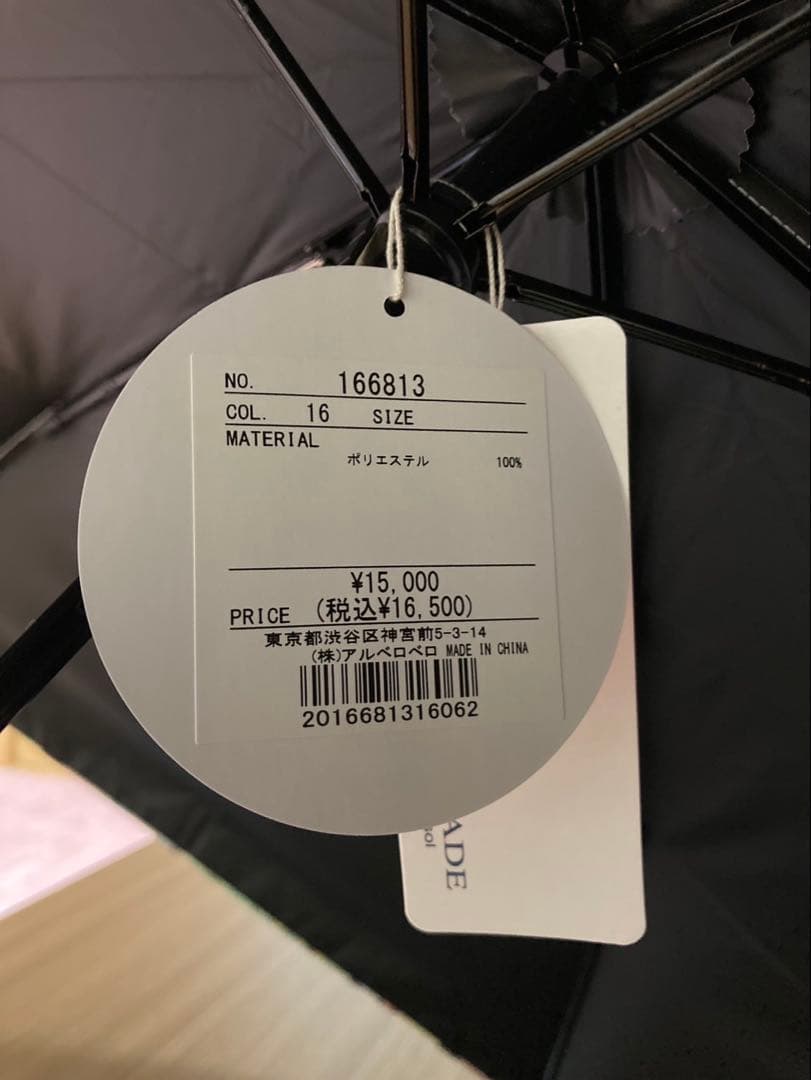 NO. 166813
COL. 16 SIZE
MATERIAL
ポリエステル 100%
¥15,000
PRICE (税込¥16,500)
東京都渋谷区神宮前5-3-14
(株)アルベロベロ MADE IN CHINA
2016681316062
ADE
sol